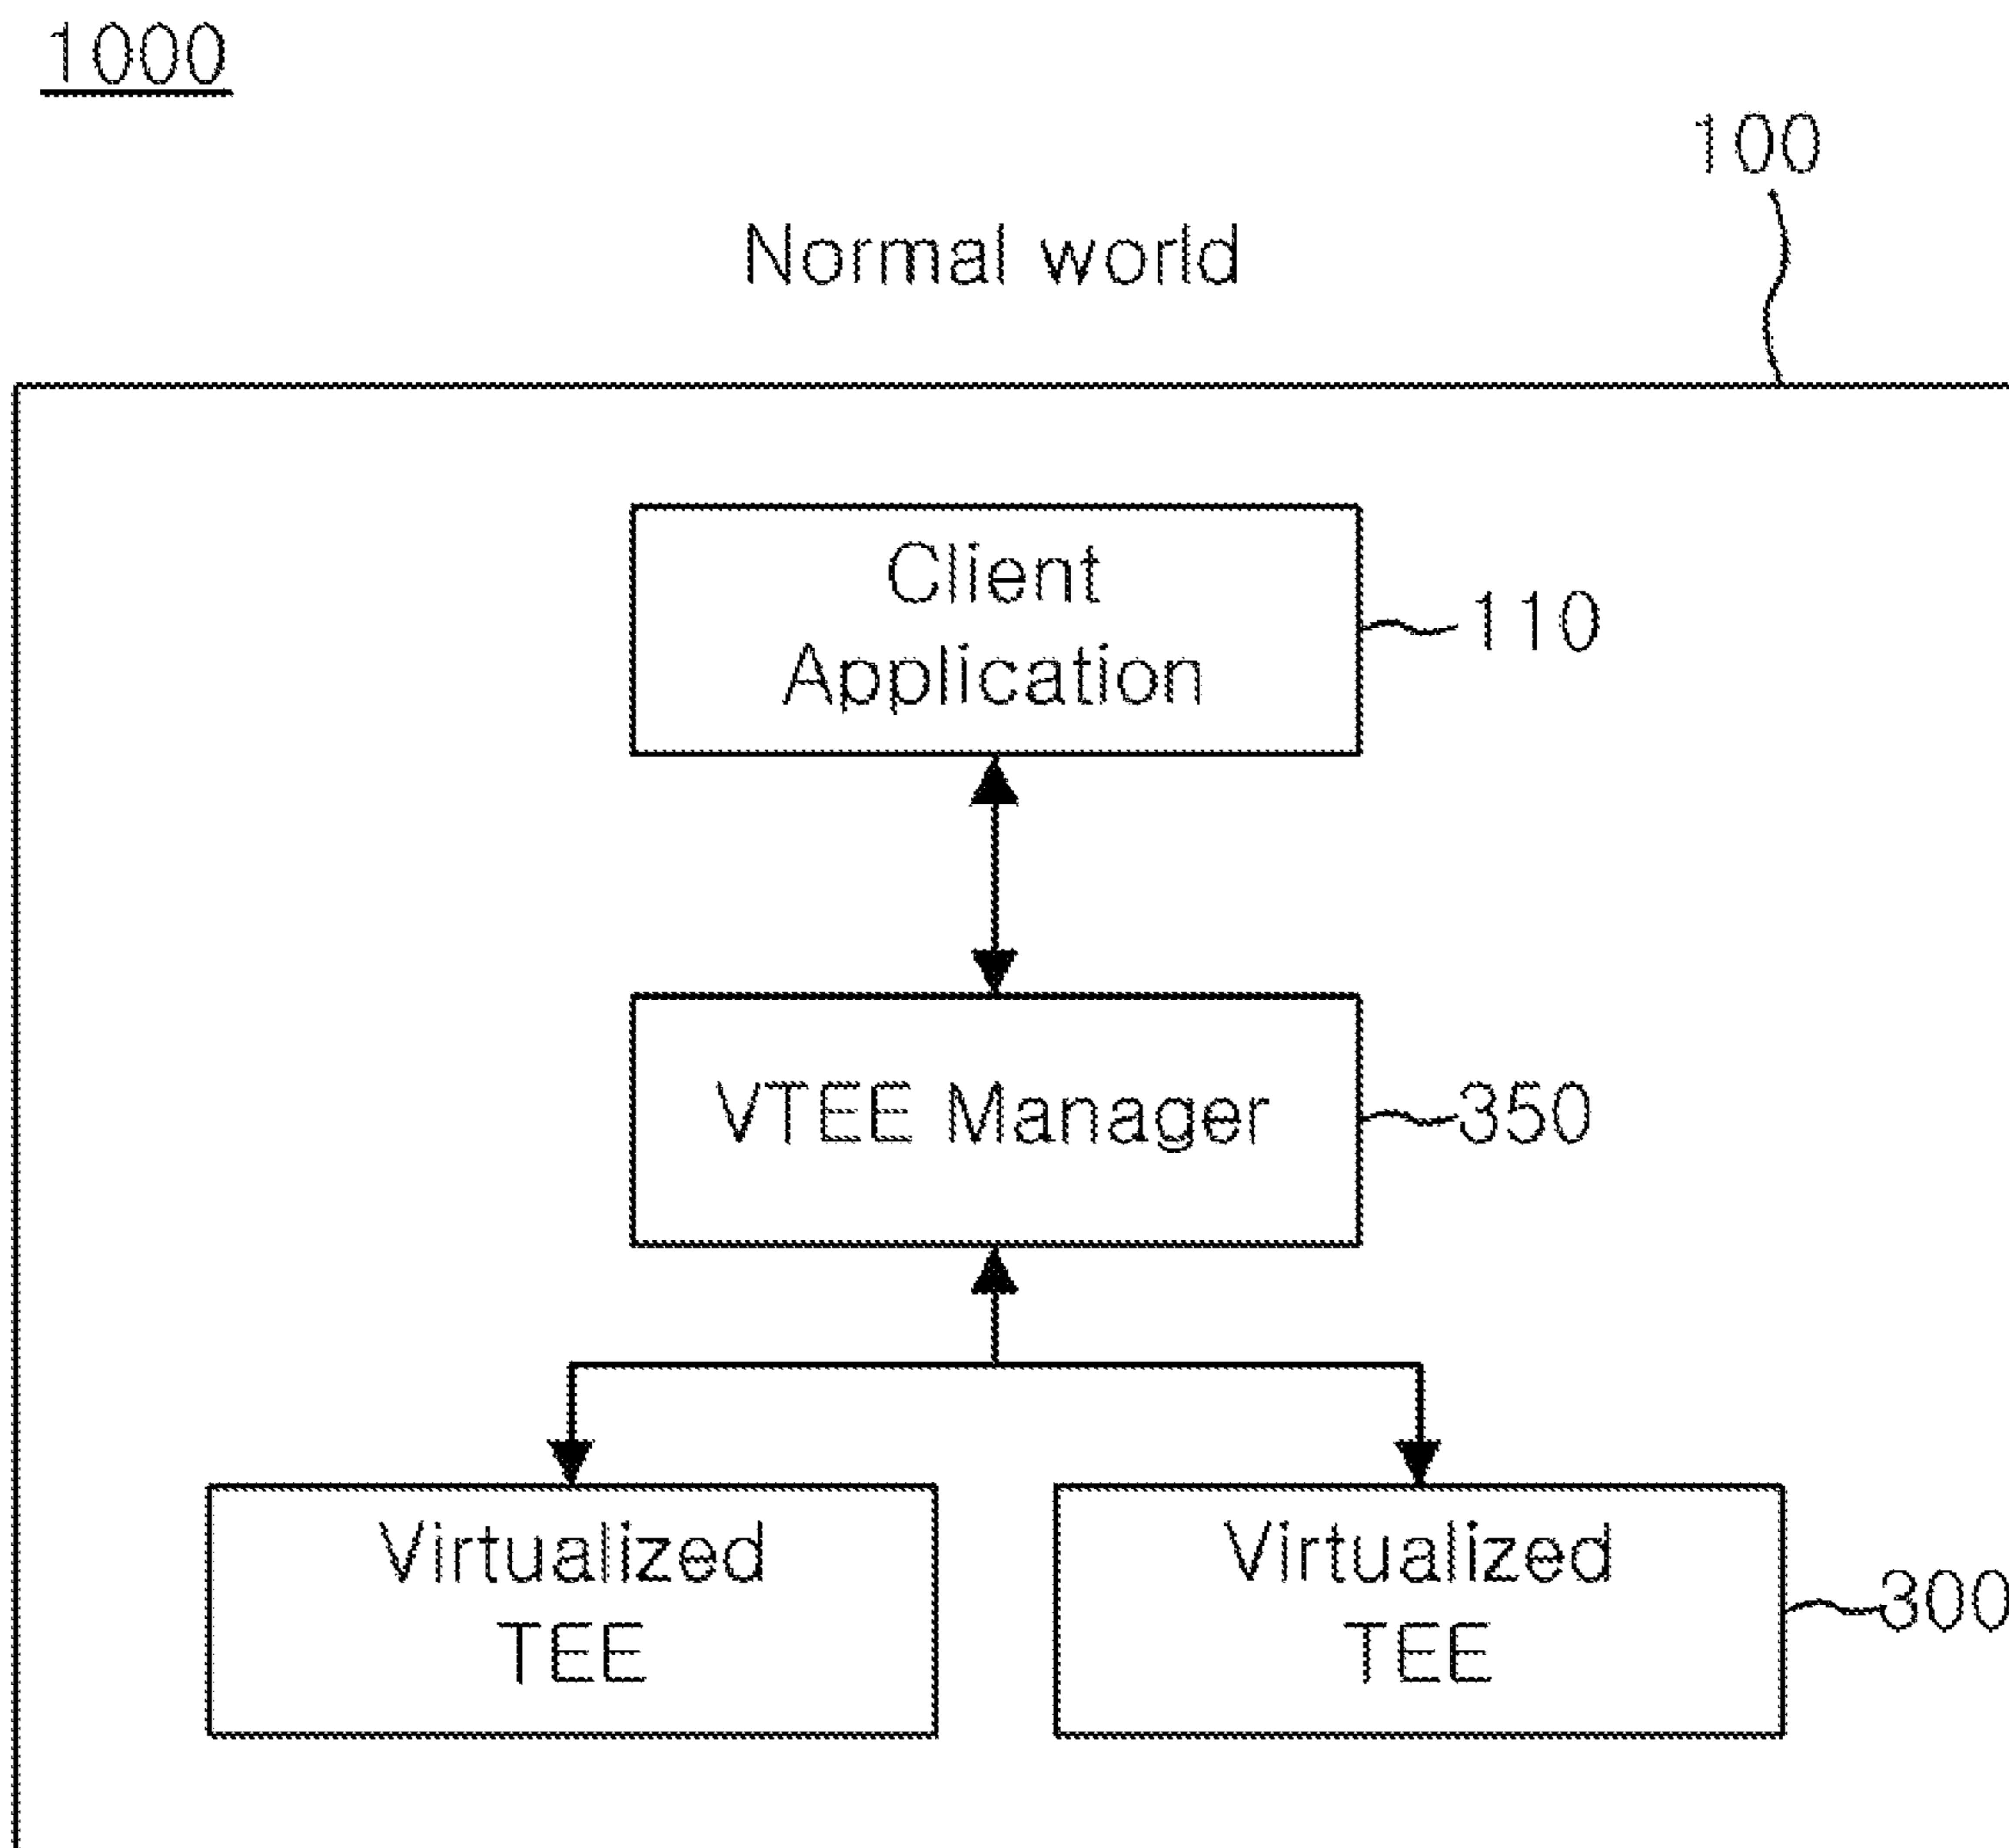 1000
100
Normal world
Client
Application
110
VTEE Manager
350
Virtualized
TEE
Virtualized
TEE
300